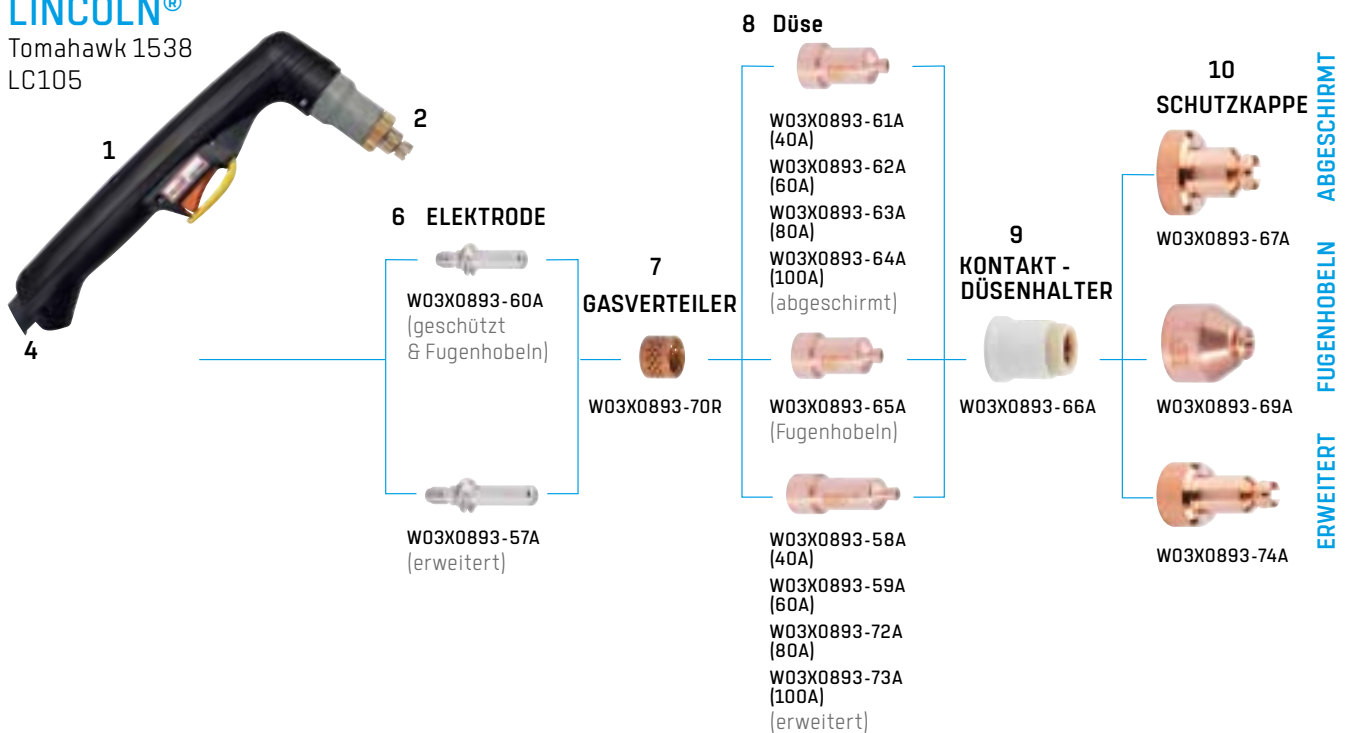 LINCOLN®
Tomahawk 1538
LC105
1
2
4
6 ELEKTRODE
W03X0893-60A
(geschützt
& Fugenhobeln)
W03X0893-57A
(erweitert)
7
GASVERTEILER
W03X0893-70R
8 Düse
W03X0893-61A
(40A)
W03X0893-62A
(60A)
W03X0893-63A
(80A)
W03X0893-64A
(100A)
(abgeschirmt)
W03X0893-65A
(Fugenhobeln)
W03X0893-58A
(40A)
W03X0893-59A
(60A)
W03X0893-72A
(80A)
W03X0893-73A
(100A)
(erweitert)
9
KONTAKT -
DÜSENHALTER
W03X0893-66A
10
SCHUTZKAPPE
W03X0893-67A
W03X0893-69A
W03X0893-74A
ABGESCHIRMT
FUGENHOBELN
ERWEITERT